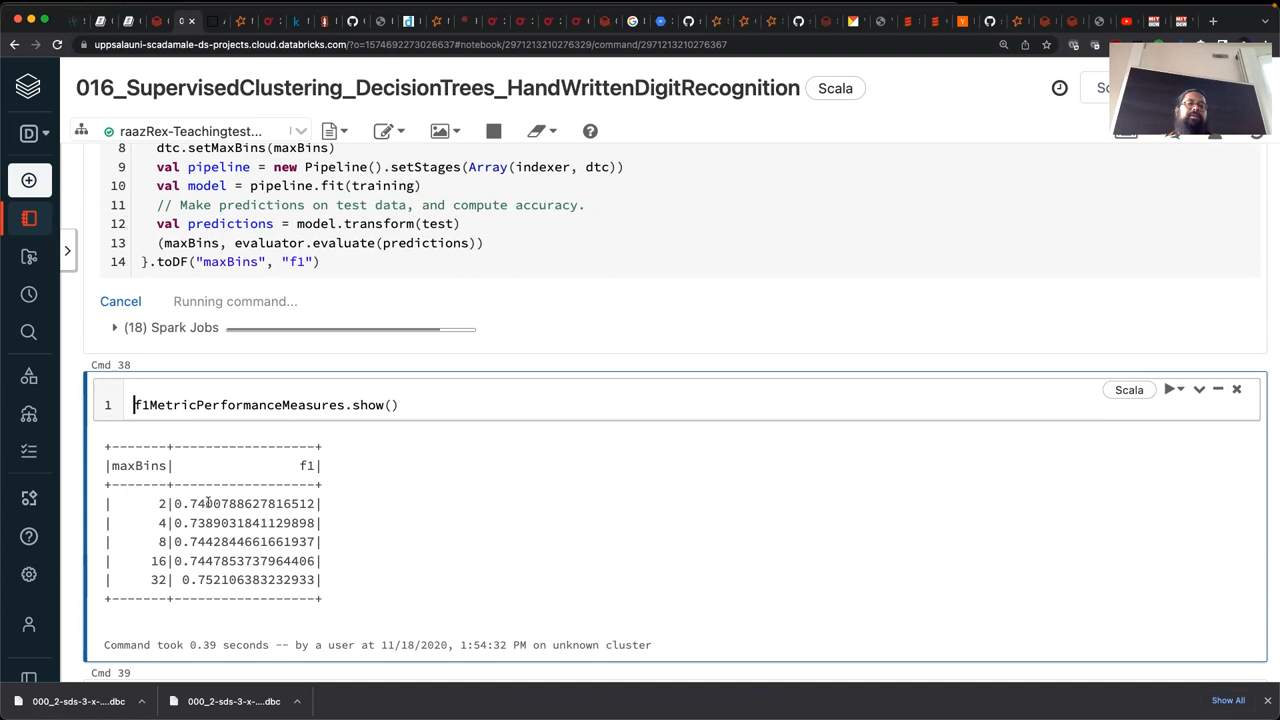 uppsalauni-scadamale-ds-projects.cloud.databricks.com/?o=1574692273026637#notebook/2971213210276329/command/2971213210276367
016_SupervisedClustering_DecisionTrees_HandWrittenDigitRecognition
Scala
Sc
D
raazRex-Teachingtest...
8 dtc.setMaxBins(maxBins)
9 val pipeline = new Pipeline().setStages(Array(indexer, dtc))
10 val model = pipeline.fit(training)
11 // Make predictions on test data, and compute accuracy.
12 val predictions = model.transform(test)
13 (maxBins, evaluator.evaluate(predictions))
14 }.toDF("maxBins", "f1")
Cancel Running command...
(18) Spark Jobs
Cmd 38
Scala
1 f1MetricPerformanceMeasures.show()
+-------+------------------+
|maxBins| f1|
+-------+------------------+
| 2|0.7400788627816512|
| 4|0.7389031841129898|
| 8|0.7442844661661937|
| 16|0.7447853737964406|
| 32| 0.752106383232933|
+-------+------------------+
Command took 0.39 seconds -- by a user at 11/18/2020, 1:54:32 PM on unknown cluster
Cmd 39
000_2-sds-3-x-....dbc
000_2-sds-3-x-....dbc
Show All